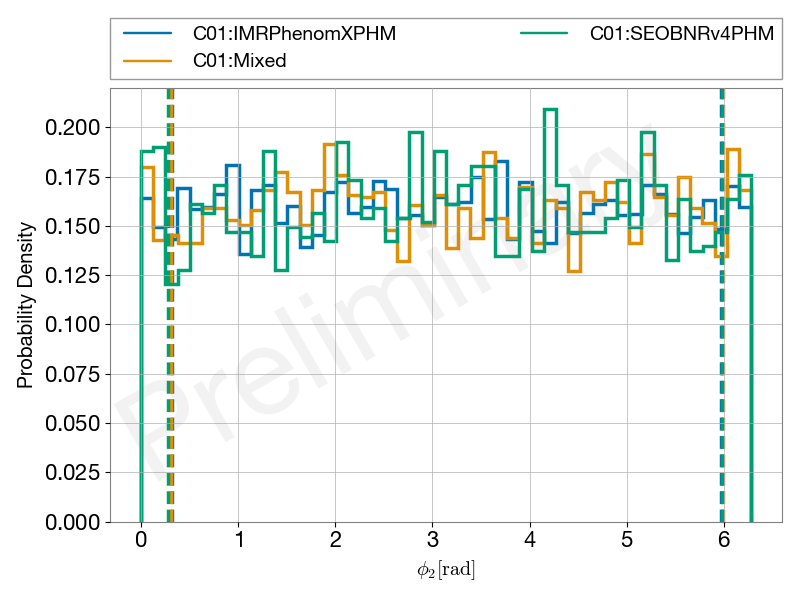 C01:IMRPhenomXPHM
C01:Mixed
C01:SEOBNRv4PHM
0.200
0.175
0.150
0.125
0.100
0.075
0.050
0.025
0.000
Probability Density
Preliminary
0 1 2 3 4 5 6
ϕ₂[rad]